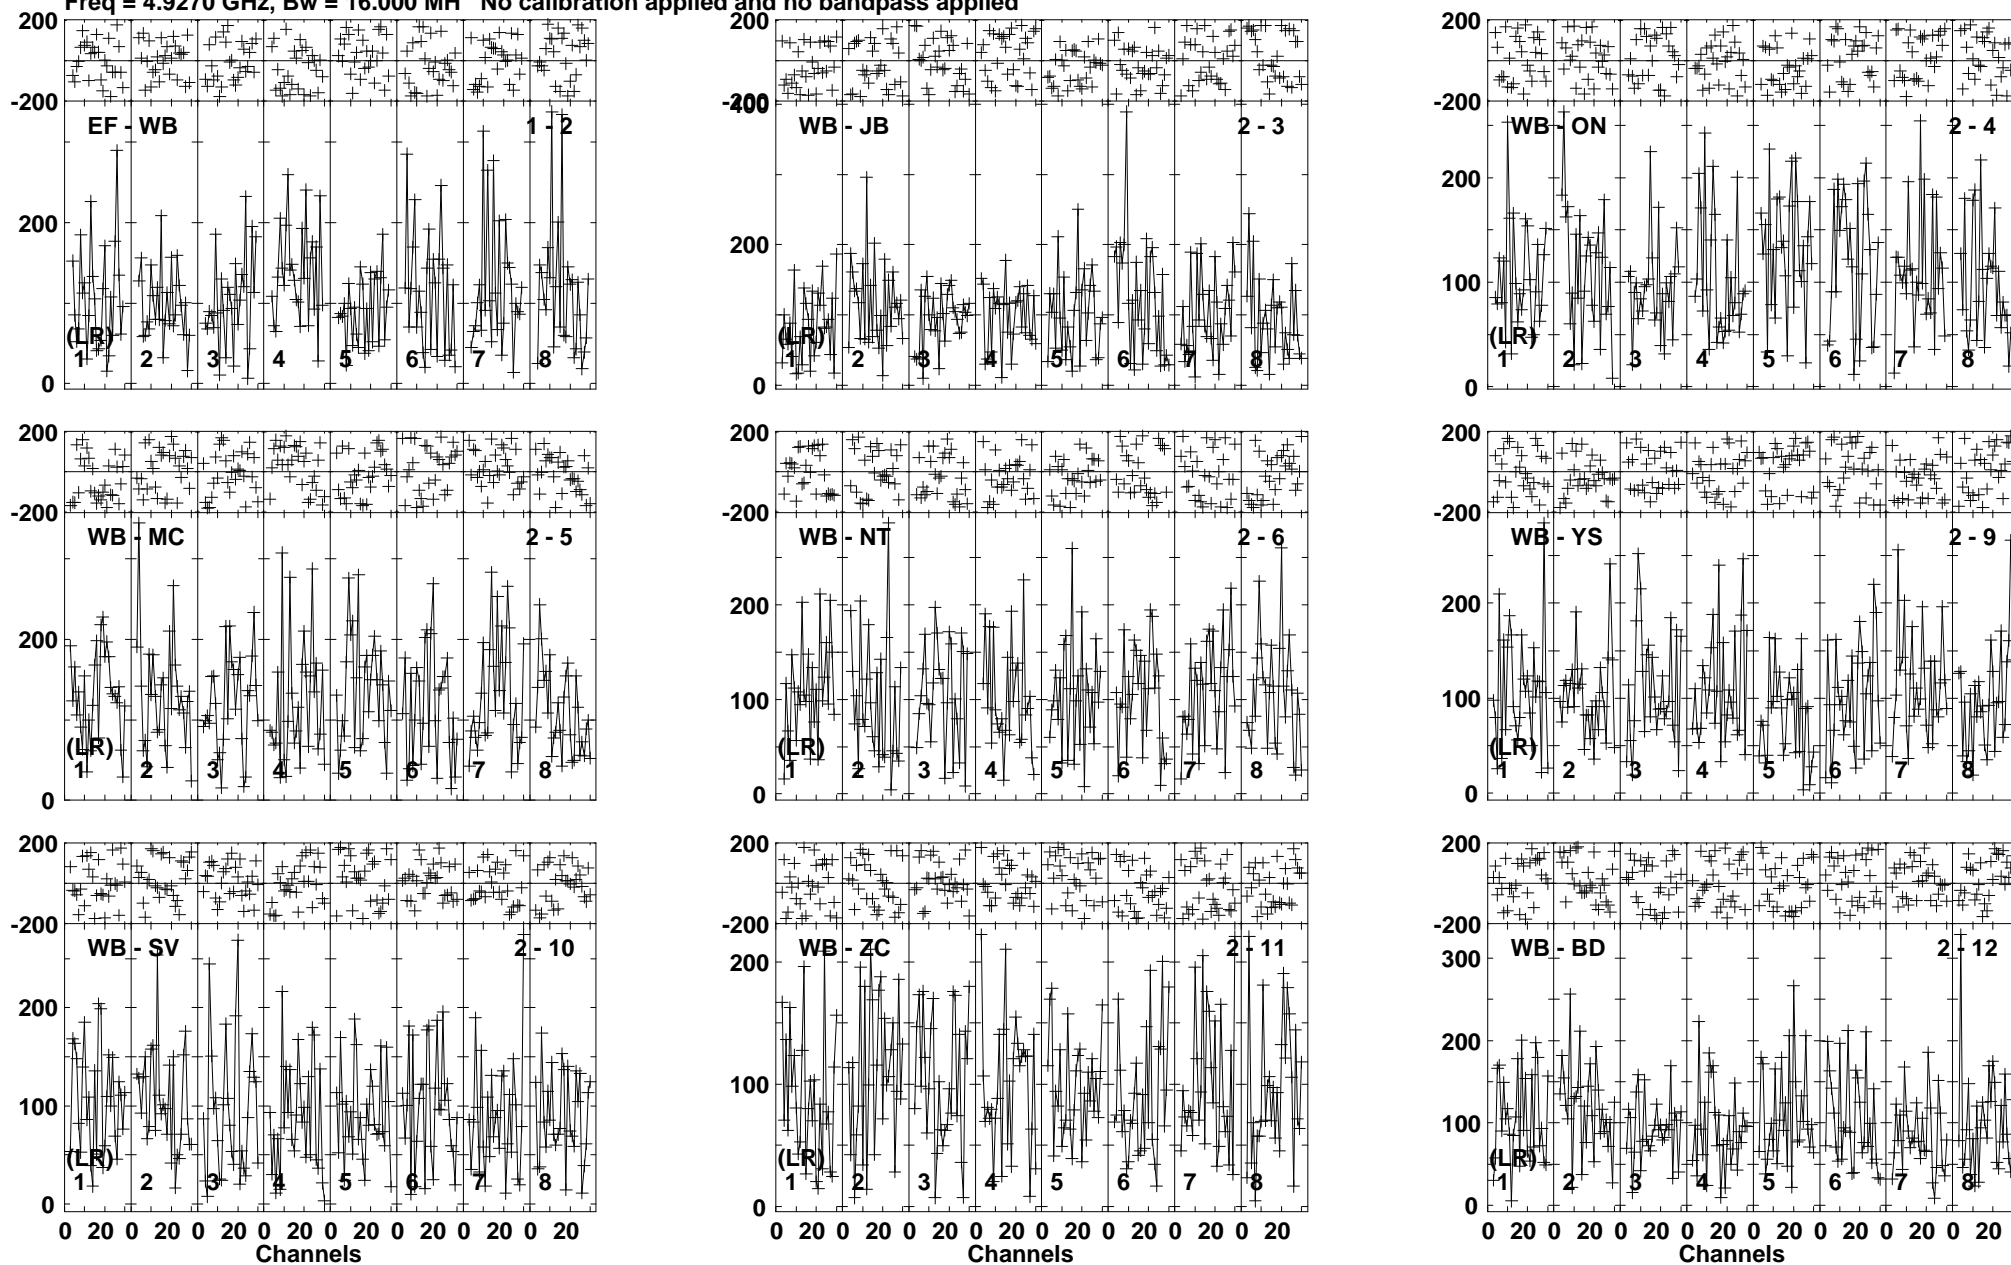 Freq = 4.9270 GHz, Bw = 16.000 MH No calibration applied and no bandpass applied
200 200 200
-200 -200 -200
400
EF - WB 1 - 2 WB - JB 2 - 3 WB - ON 2 - 4
200 200 200
100
(LR) (LR) (LR)
1 2 3 4 5 6 7 8 1 2 3 4 5 6 7 8 1 2 3 4 5 6 7 8
0 0 0
200 200 200
-200 -200 -200
WB - MC 2 - 5 WB - NT 2 - 6 WB - YS 2 - 9
200 200 200
100 100
(LR) (LR) (LR)
1 2 3 4 5 6 7 8 1 2 3 4 5 6 7 8 1 2 3 4 5 6 7 8
0 0 0
200 200 200
-200 -200 -200
WB - SV 2 - 10 WB - ZC 2 - 11 WB - BD 2 - 12
300
200 200 200
100 100 100
(LR) (LR) (LR)
1 2 3 4 5 6 7 8 1 2 3 4 5 6 7 8 1 2 3 4 5 6 7 8
0 0 0
0 20 0 20 0 20 0 20 0 20 0 20 0 20 0 20 0 20 0 20 0 20 0 20 0 20 0 20 0 20 0 20 0 20 0 20 0 20 0 20 0 20 0 20 0 20 0 20
Channels Channels Channels